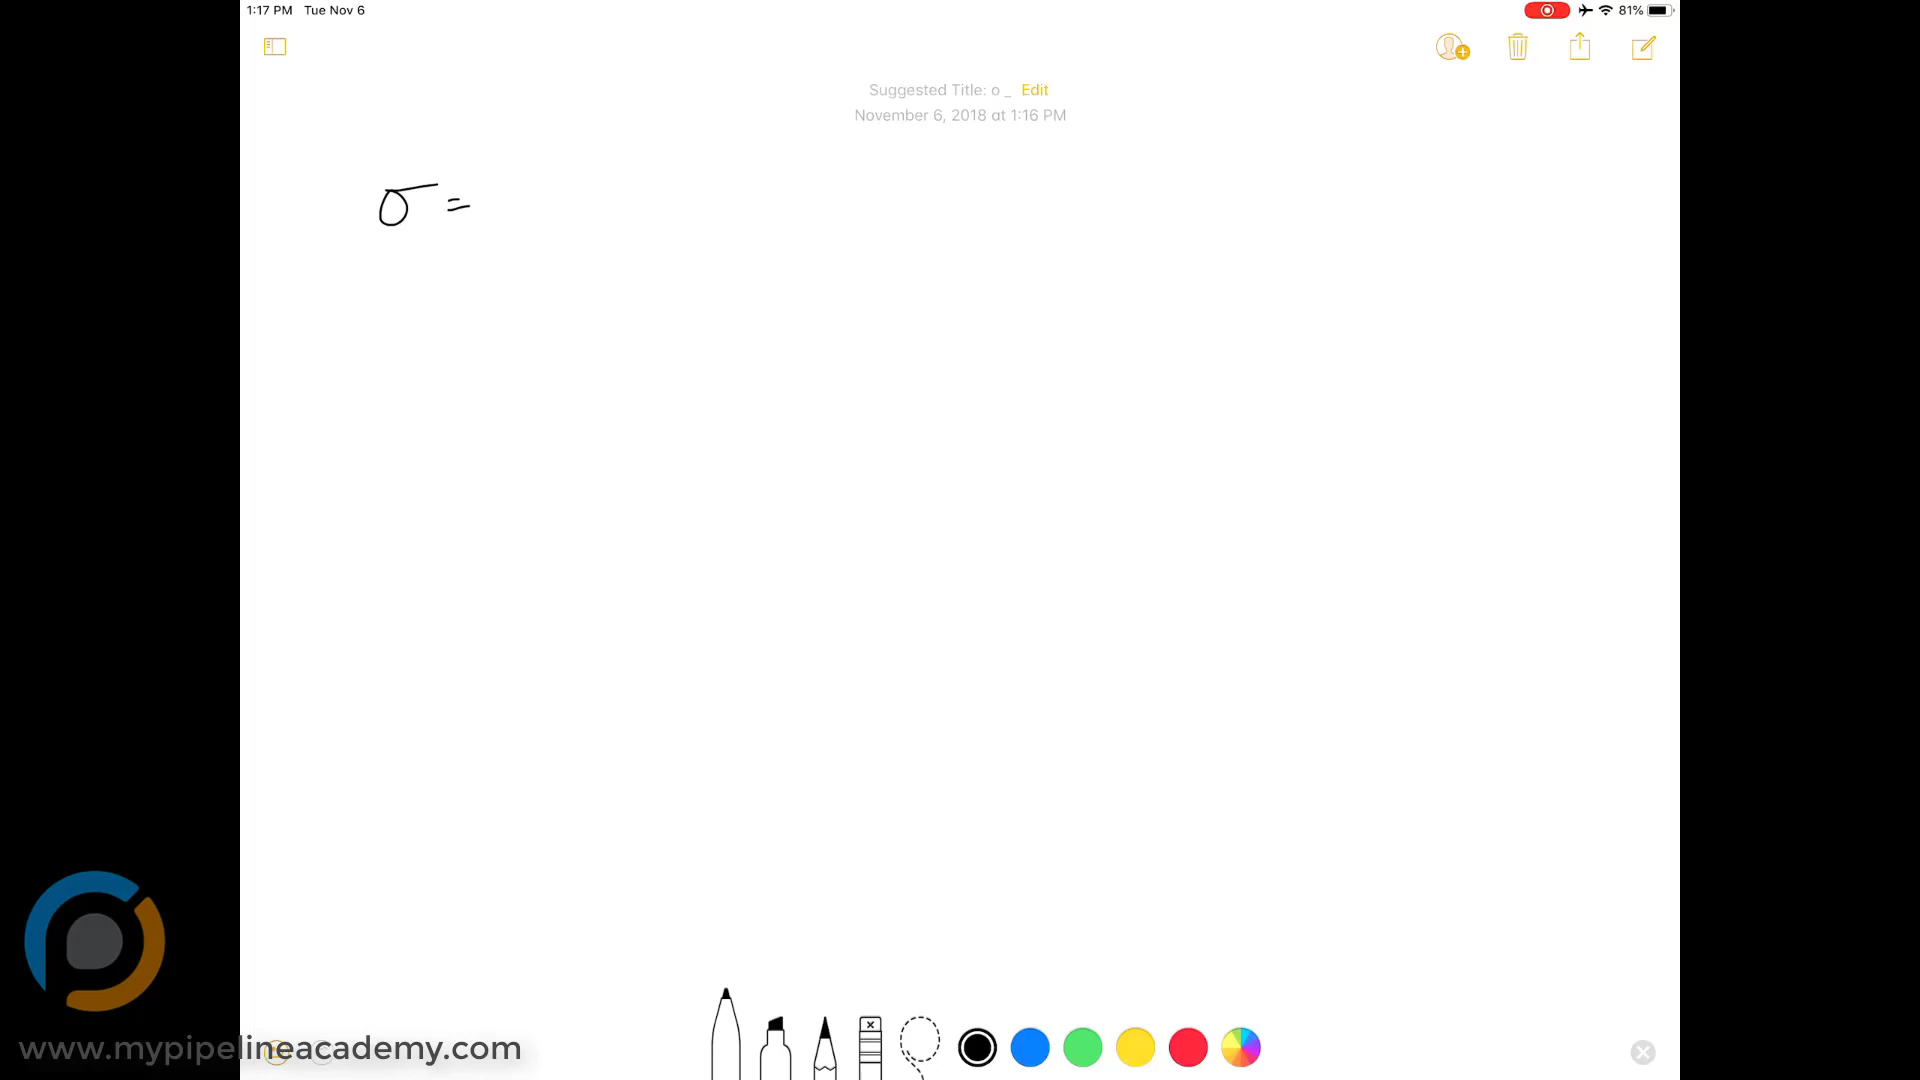 1:17 PM Tue Nov 6 81%
Suggested Title: o _ Edit
November 6, 2018 at 1:16 PM
σ =
www.mypipelineacademy.com